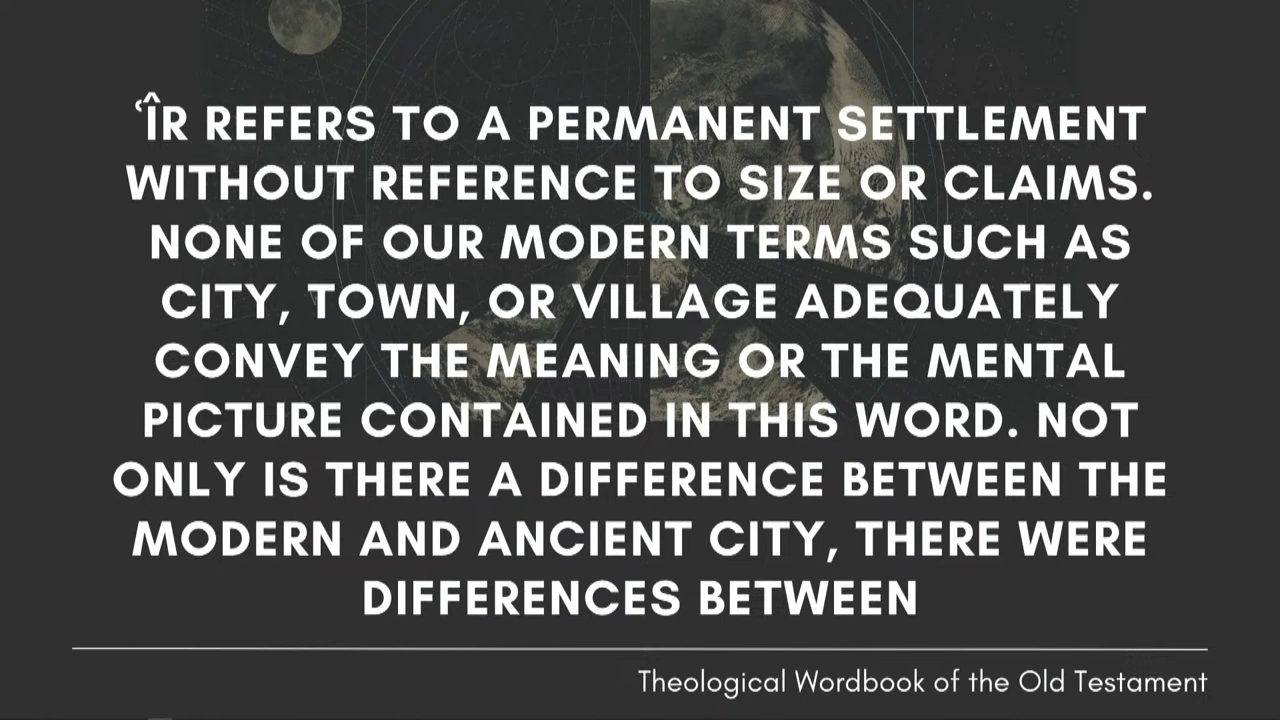 ʿÎR REFERS TO A PERMANENT SETTLEMENT
WITHOUT REFERENCE TO SIZE OR CLAIMS.
NONE OF OUR MODERN TERMS SUCH AS
CITY, TOWN, OR VILLAGE ADEQUATELY
CONVEY THE MEANING OR THE MENTAL
PICTURE CONTAINED IN THIS WORD. NOT
ONLY IS THERE A DIFFERENCE BETWEEN THE
MODERN AND ANCIENT CITY, THERE WERE
DIFFERENCES BETWEEN
Theological Wordbook of the Old Testament